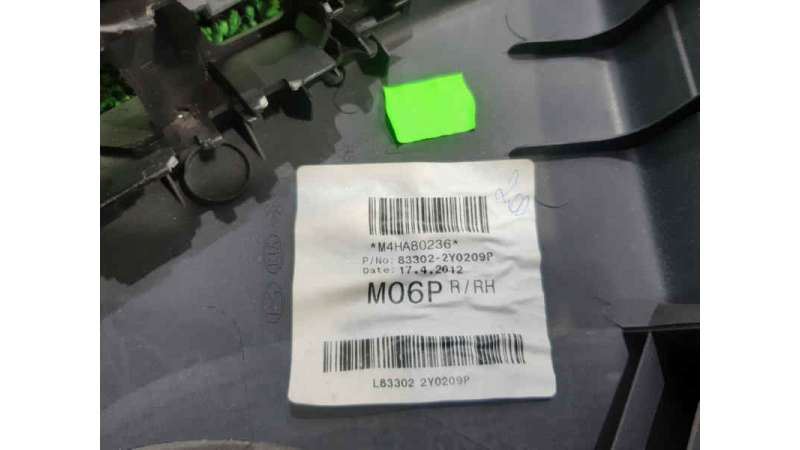 *M4HA80236*
P/No: 83302-2Y0209P
Date: 17.4.2012
M06P R/RH
L83302 2Y0209P